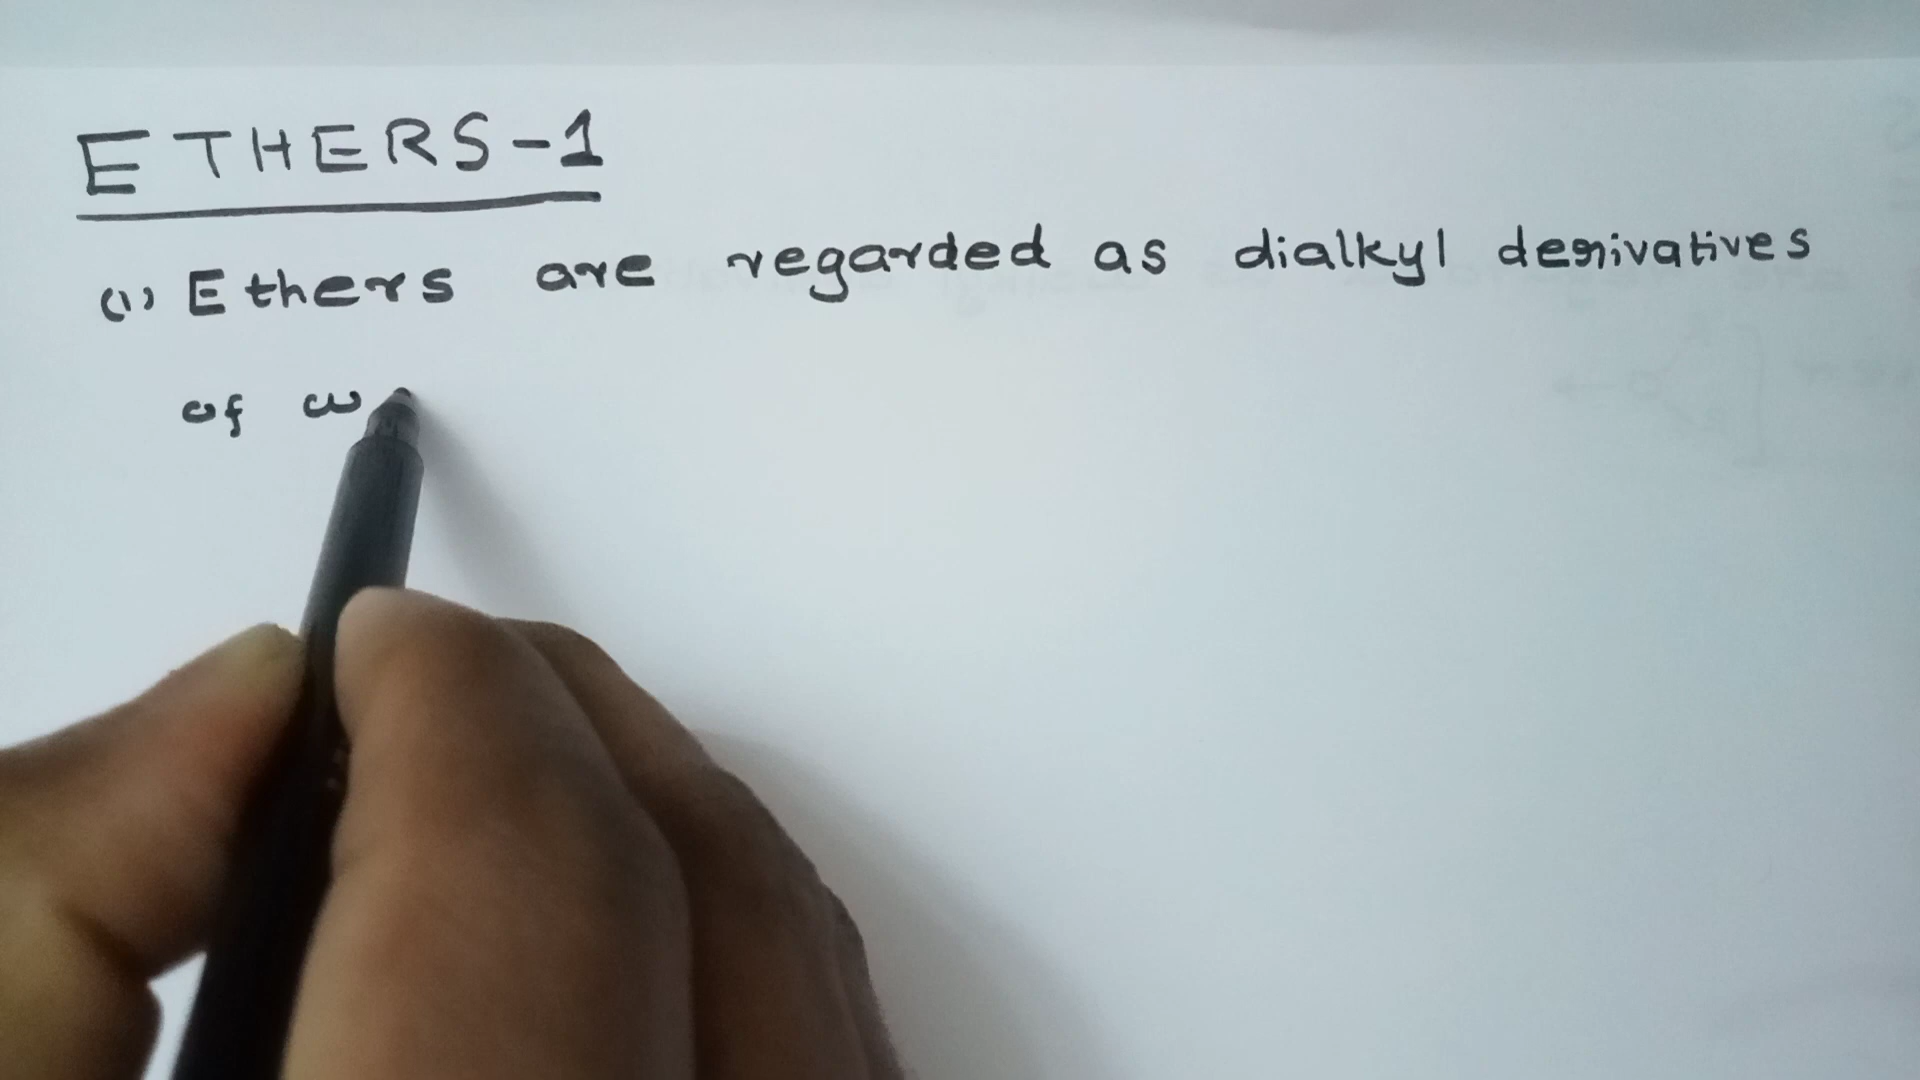 ETHERS-1
(1) Ethers are regarded as dialkyl derivatives
of w